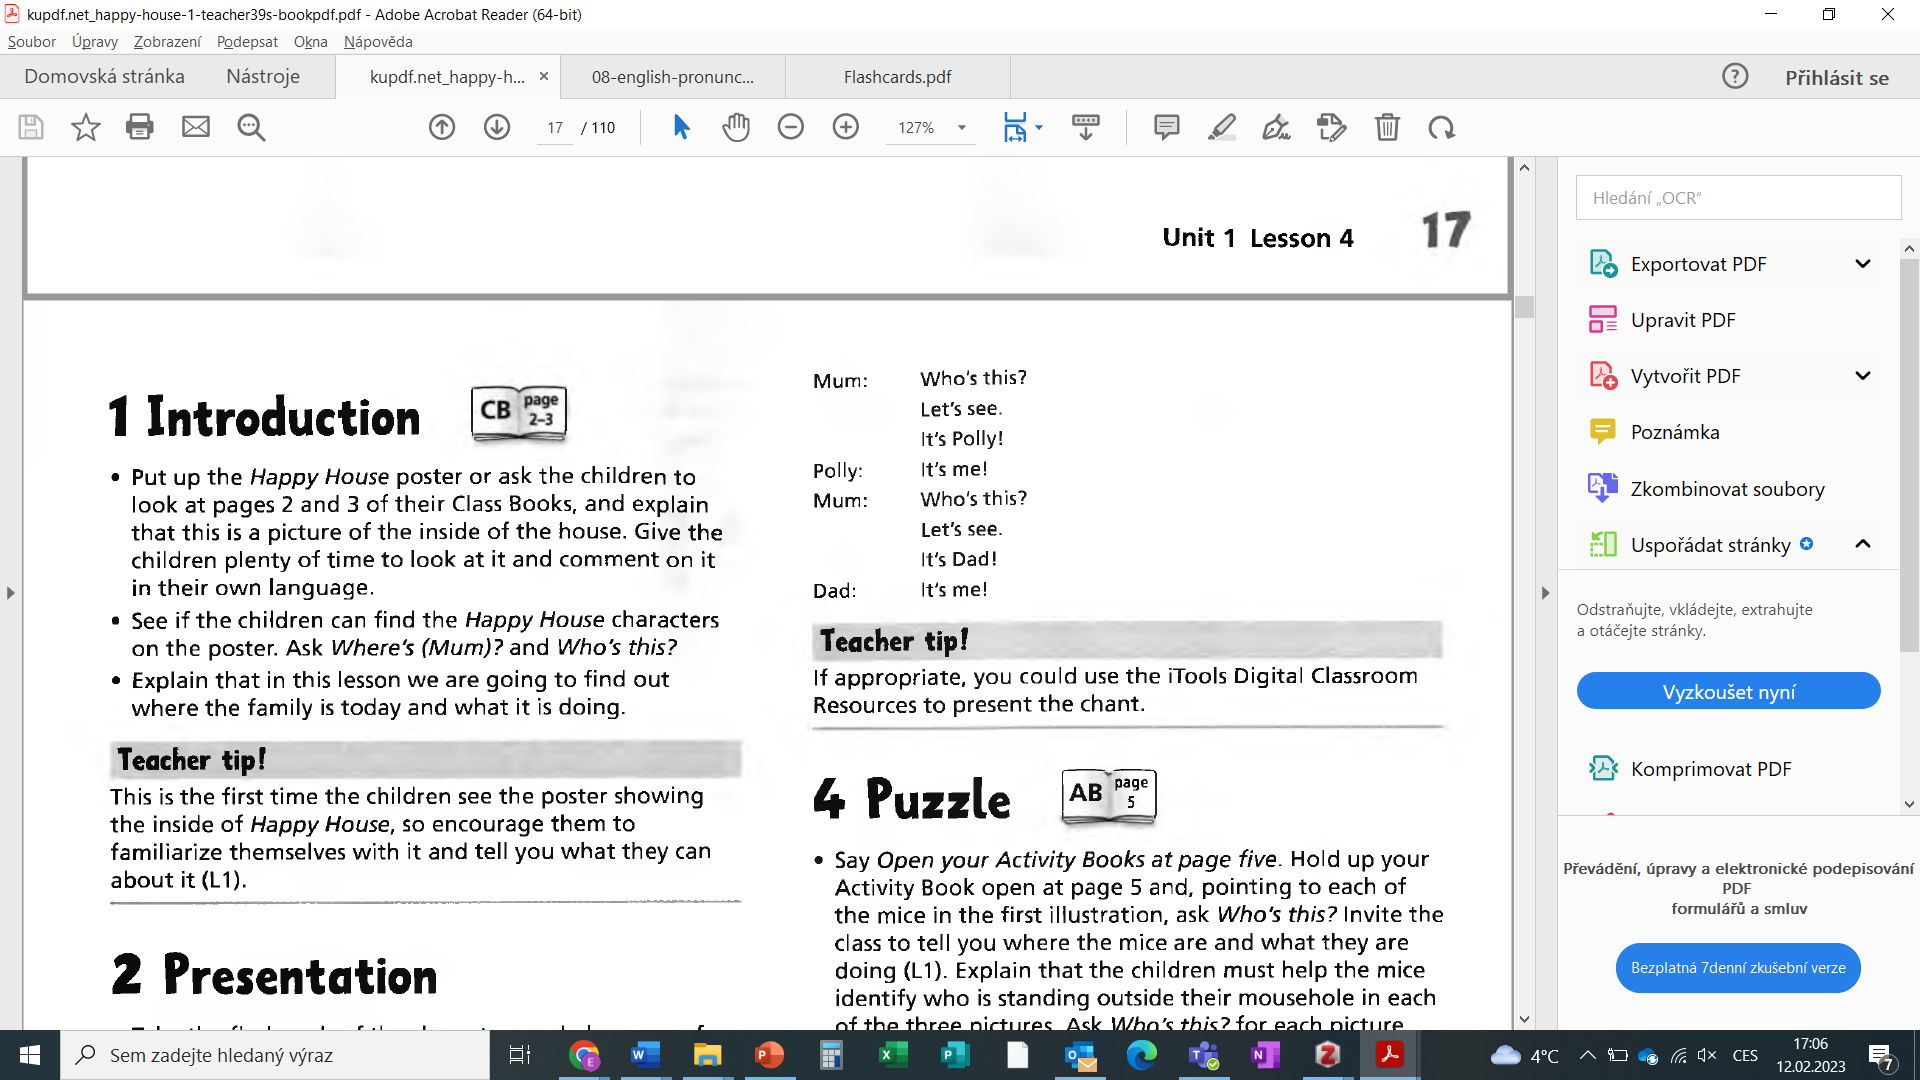 kupdf.net_happy-house-1-teacher39s-bookpdf.pdf - Adobe Acrobat Reader (64-bit)
Soubor Úpravy Zobrazení Podepsat Okna Nápověda
Domovská stránka Nástroje kupdf.net_happy-h... 08-english-pronunc... Flashcards.pdf Přihlásit se
17 / 110 127%
Unit 1 Lesson 4 17
1 Introduction
CB page 2–3
• Put up the Happy House poster or ask the children to
look at pages 2 and 3 of their Class Books, and explain
that this is a picture of the inside of the house. Give the
children plenty of time to look at it and comment on it
in their own language.
• See if the children can find the Happy House characters
on the poster. Ask Where's (Mum)? and Who's this?
• Explain that in this lesson we are going to find out
where the family is today and what it is doing.
Teacher tip!
This is the first time the children see the poster showing
the inside of Happy House, so encourage them to
familiarize themselves with it and tell you what they can
about it (L1).
2 Presentation
Mum: Who's this?
Let's see.
It's Polly!
Polly: It's me!
Mum: Who's this?
Let's see.
It's Dad!
Dad: It's me!
Teacher tip!
If appropriate, you could use the iTools Digital Classroom
Resources to present the chant.
4 Puzzle
AB page 5
• Say Open your Activity Books at page five. Hold up your
Activity Book open at page 5 and, pointing to each of
the mice in the first illustration, ask Who's this? Invite the
class to tell you where the mice are and what they are
doing (L1). Explain that the children must help the mice
identify who is standing outside their mousehole in each
of the three pictures. Ask Who's this? for each picture
Hledání „OCR“
Exportovat PDF
Upravit PDF
Vytvořit PDF
Poznámka
Zkombinovat soubory
Uspořádat stránky
Odstraňujte, vkládejte, extrahujte
a otáčejte stránky.
Vyzkoušet nyní
Komprimovat PDF
Převádění, úpravy a elektronické podepisování
PDF
formulářů a smluv
Bezplatná 7denní zkušební verze
Sem zadejte hledaný výraz
4°C CES 17:06
12.02.2023 7